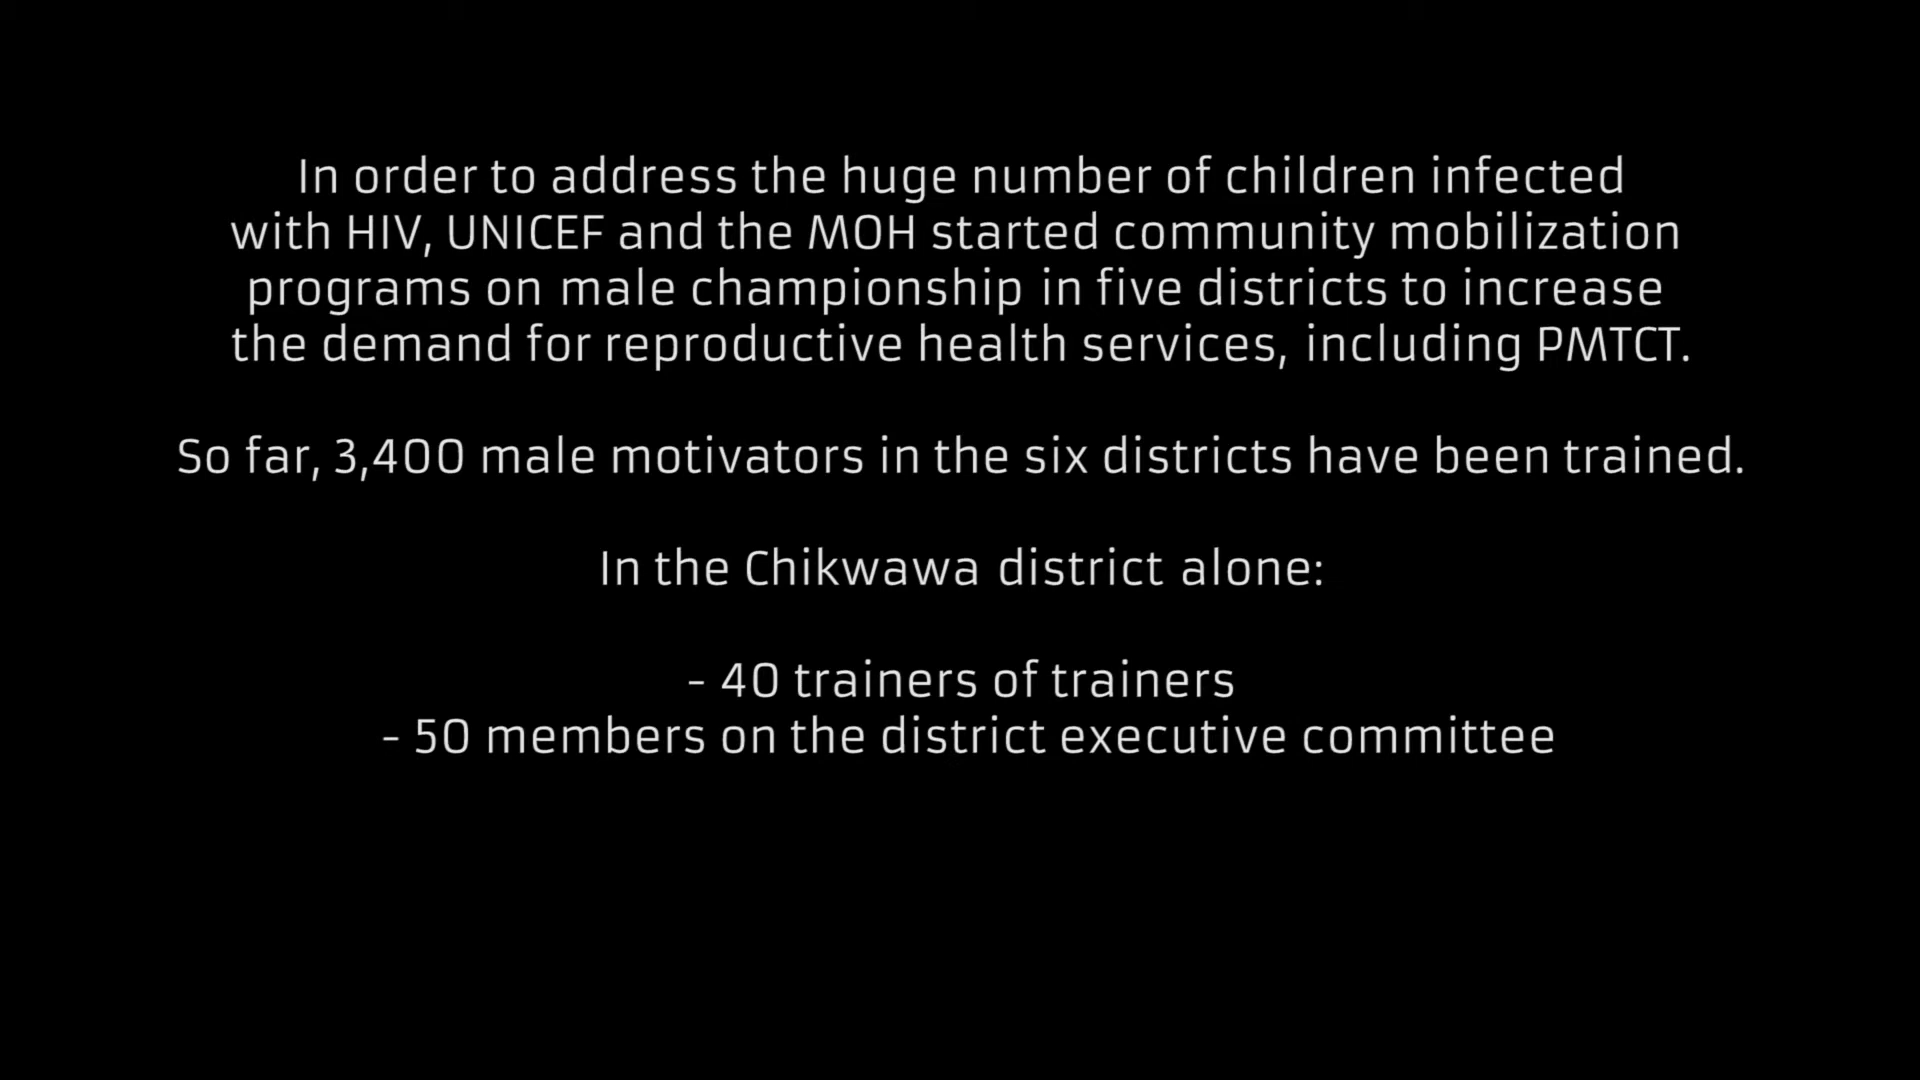 In order to address the huge number of children infected
with HIV, UNICEF and the MOH started community mobilization
programs on male championship in five districts to increase
the demand for reproductive health services, including PMTCT.
So far, 3,400 male motivators in the six districts have been trained.
In the Chikwawa district alone:
- 40 trainers of trainers
- 50 members on the district executive committee